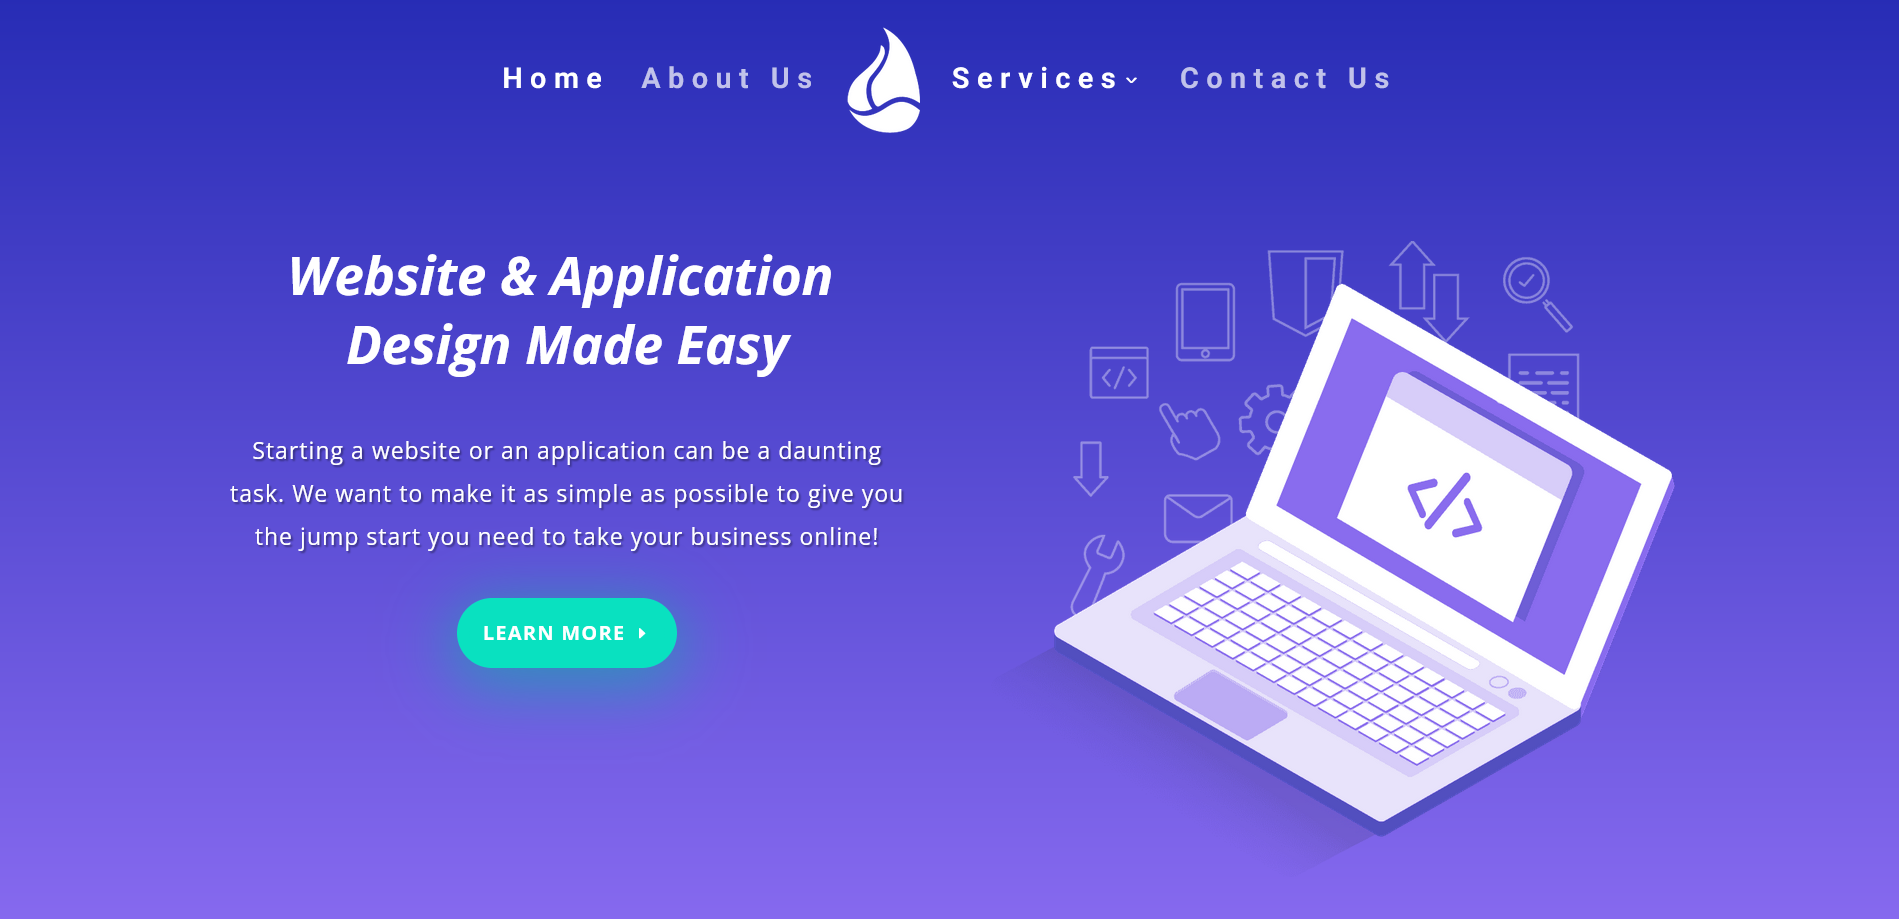 Home About Us Services Contact Us
Website & Application
Design Made Easy
Starting a website or an application can be a daunting
task. We want to make it as simple as possible to give you
the jump start you need to take your business online!
LEARN MORE